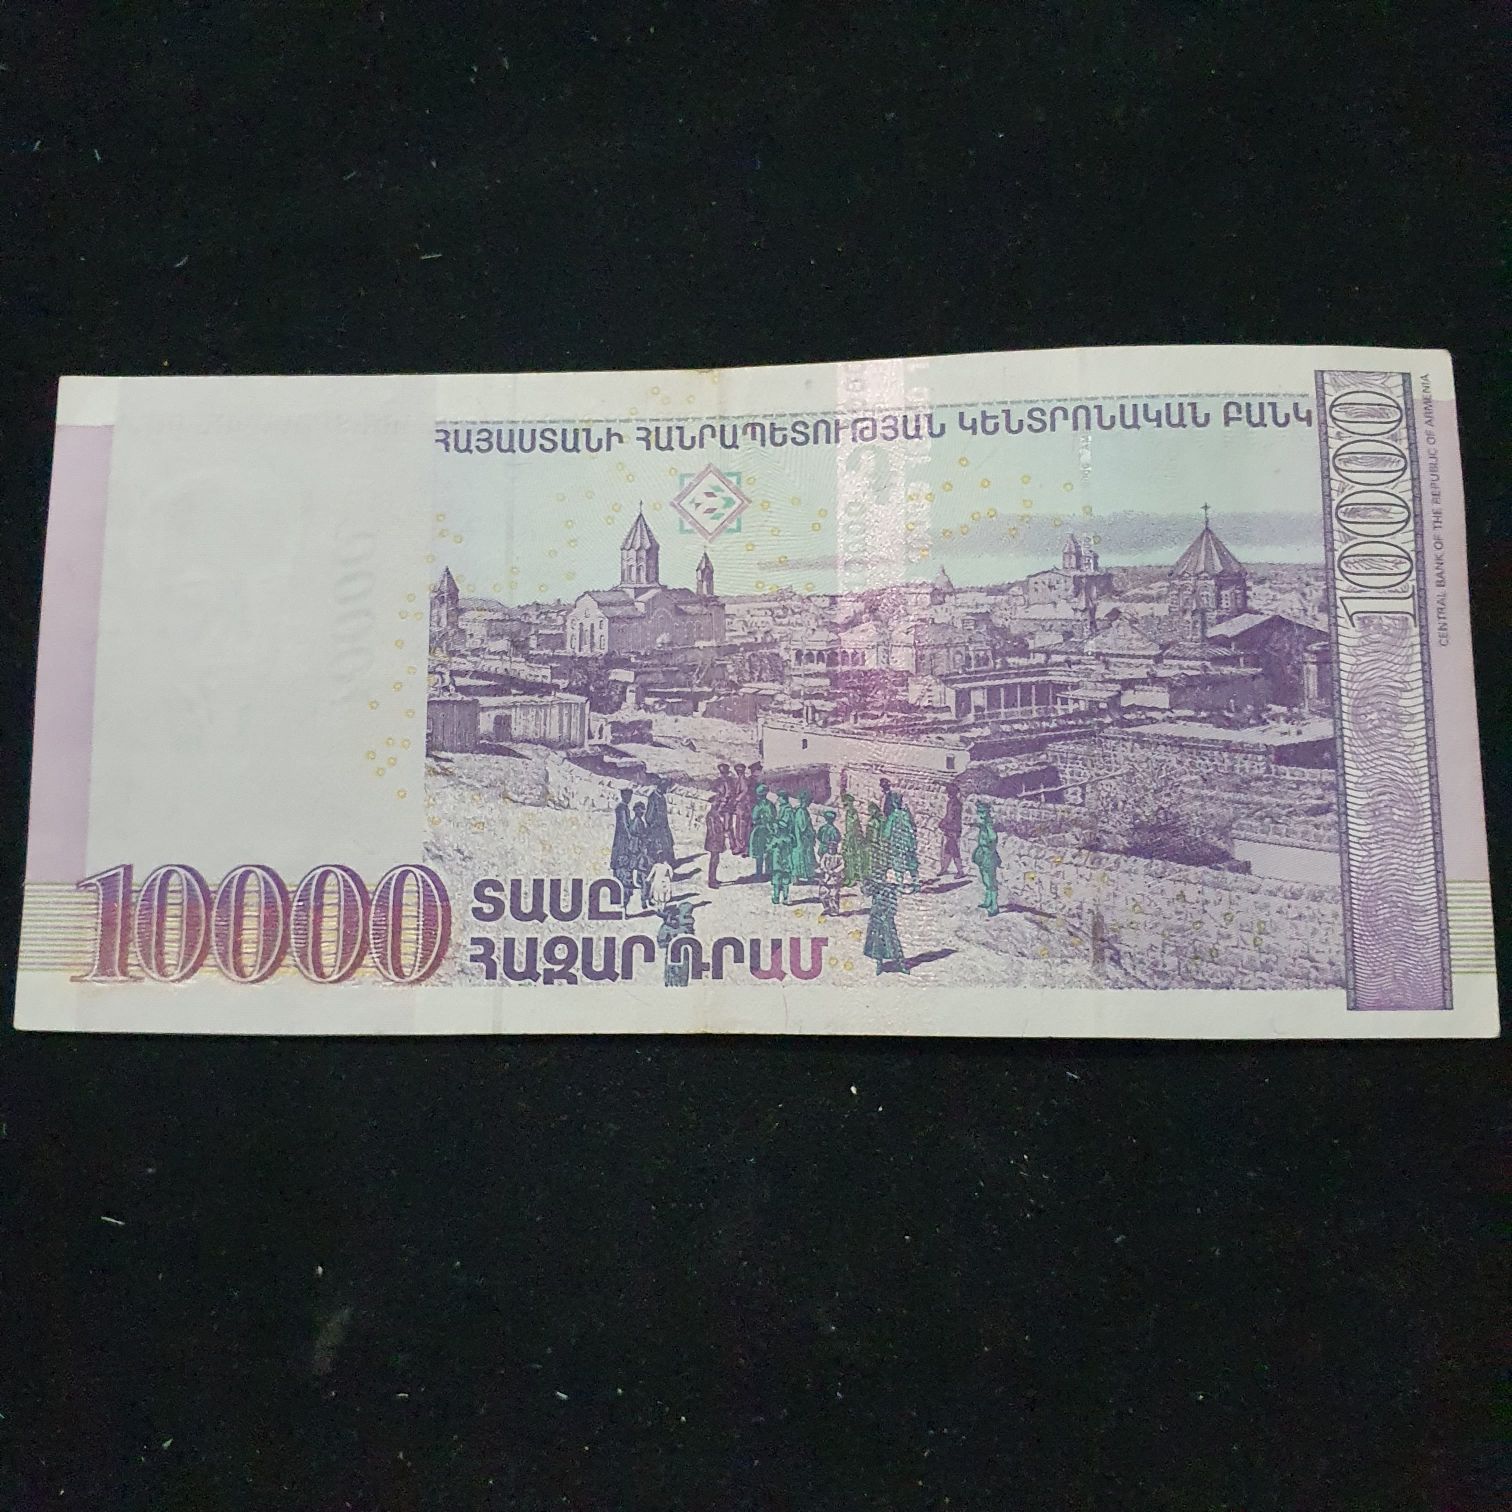 ՀԱՅԱՍՏԱՆԻ ՀԱՆՐԱՊԵՏՈՒԹՅԱՆ ԿԵՆՏՐՈՆԱԿԱՆ ԲԱՆԿ
10000
CENTRAL BANK OF THE REPUBLIC OF ARMENIA
10000
ՏԱՍԸ
ՀԱԶԱՐ ԴՐԱՄ